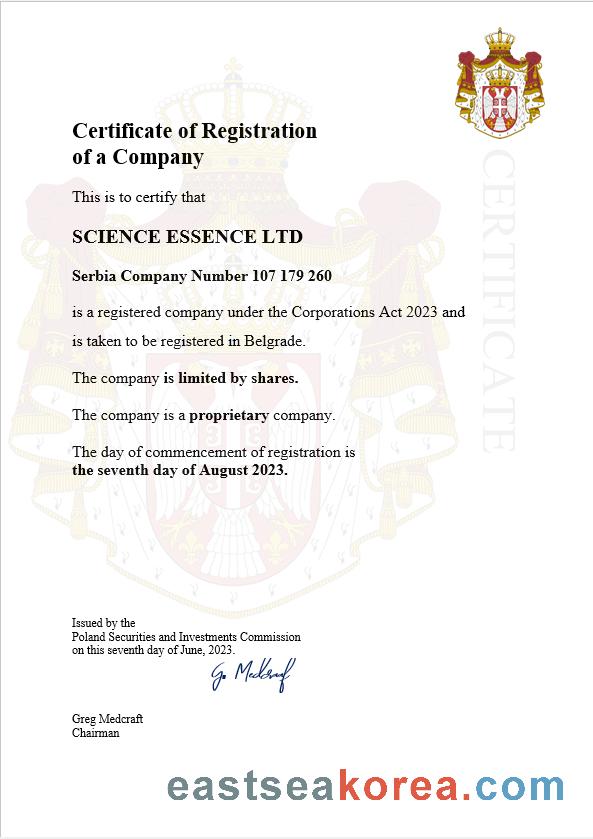 Certificate of Registration
of a Company
This is to certify that
SCIENCE ESSENCE LTD
Serbia Company Number 107 179 260
is a registered company under the Corporations Act 2023 and
is taken to be registered in Belgrade.
The company is limited by shares.
The company is a proprietary company.
The day of commencement of registration is
the seventh day of August 2023.
CERTIFICATE
Issued by the
Poland Securities and Investments Commission
on this seventh day of June, 2023.
G. Medcraf
Greg Medcraft
Chairman
eastseakorea.com